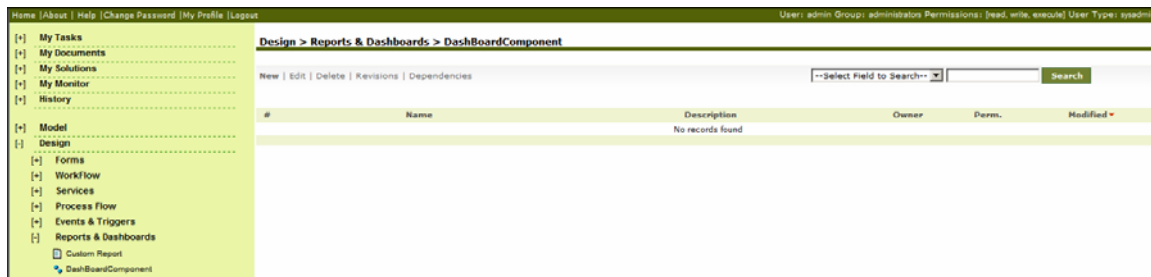 Home |About | Help |Change Password |My Profile |Logout
User: admin Group: administrators Permissions: [read, write, execute] User Type: sysadmi
[+] My Tasks
[+] My Documents
[+] My Solutions
[+] My Monitor
[+] History
[+] Model
[-] Design
[+] Forms
[+] WorkFlow
[+] Services
[+] Process Flow
[+] Events & Triggers
[-] Reports & Dashboards
Custom Report
DashBoardComponent
Design > Reports & Dashboards > DashBoardComponent
New | Edit | Delete | Revisions | Dependencies
--Select Field to Search-- Search
# Name Description Owner Perm. Modified
No records found